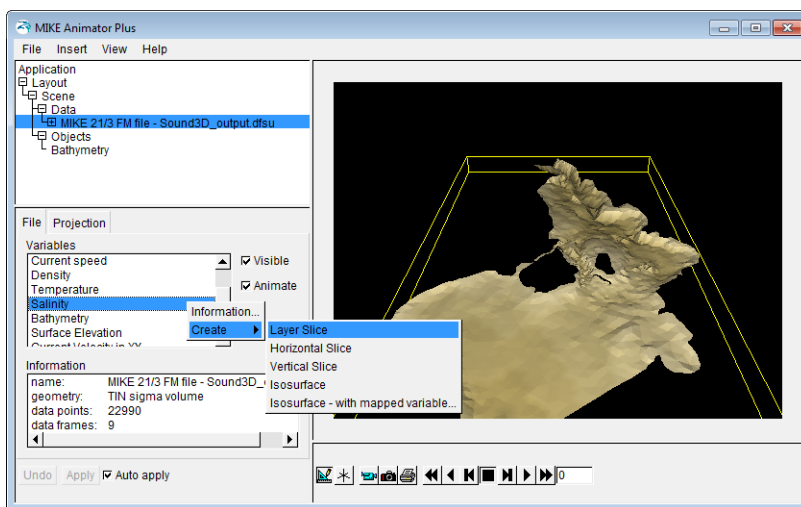 MIKE Animator Plus
File Insert View Help
Application
Layout
Scene
Data
MIKE 21/3 FM file - Sound3D_output.dfsu
Objects
Bathymetry
File Projection
Variables
Current speed
Density
Temperature
Salinity
Bathymetry
Surface Elevation
Visible
Animate
Information...
Create
Layer Slice
Horizontal Slice
Vertical Slice
Isosurface
Isosurface - with mapped variable...
Information
name: MIKE 21/3 FM file - Sound3D_
geometry: TIN sigma volume
data points: 22990
data frames: 9
Undo Apply Auto apply
0